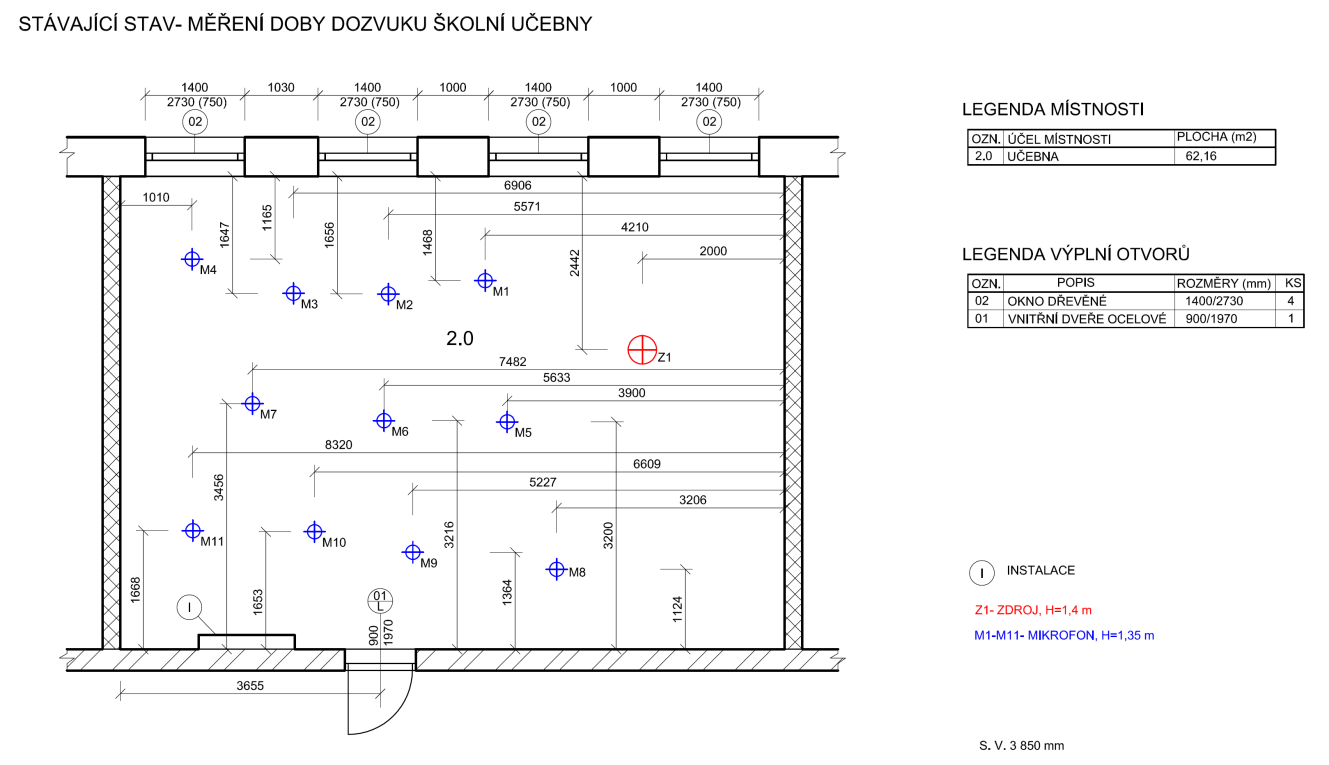 STÁVAJÍCÍ STAV- MĚŘENÍ DOBY DOZVUKU ŠKOLNÍ UČEBNY
1400 1030 1400 1000 1400 1000 1400
2730 (750) 2730 (750) 2730 (750) 2730 (750)
02 02 02 02
LEGENDA MÍSTNOSTI
OZN. ÚČEL MÍSTNOSTI PLOCHA (m2)
2.0 UČEBNA 62,16
6906
1010
5571
1647
1165
1656
1468
4210
2442
2000
M4
M3
M2
M1
LEGENDA VÝPLNÍ OTVORŮ
OZN. POPIS ROZMĚRY (mm) KS
02 OKNO DŘEVĚNÉ 1400/2730 4
01 VNITŘNÍ DVEŘE OCELOVÉ 900/1970 1
2.0
Z1
7482
5633
3900
M7
M6
M5
8320
6609
3456
5227
3206
M11
M10
3216
3200
M9
M8
1668
1653
1364
1124
I
01
L
900
1970
3655
I INSTALACE
Z1- ZDROJ, H=1,4 m
M1-M11- MIKROFON, H=1,35 m
S. V. 3 850 mm